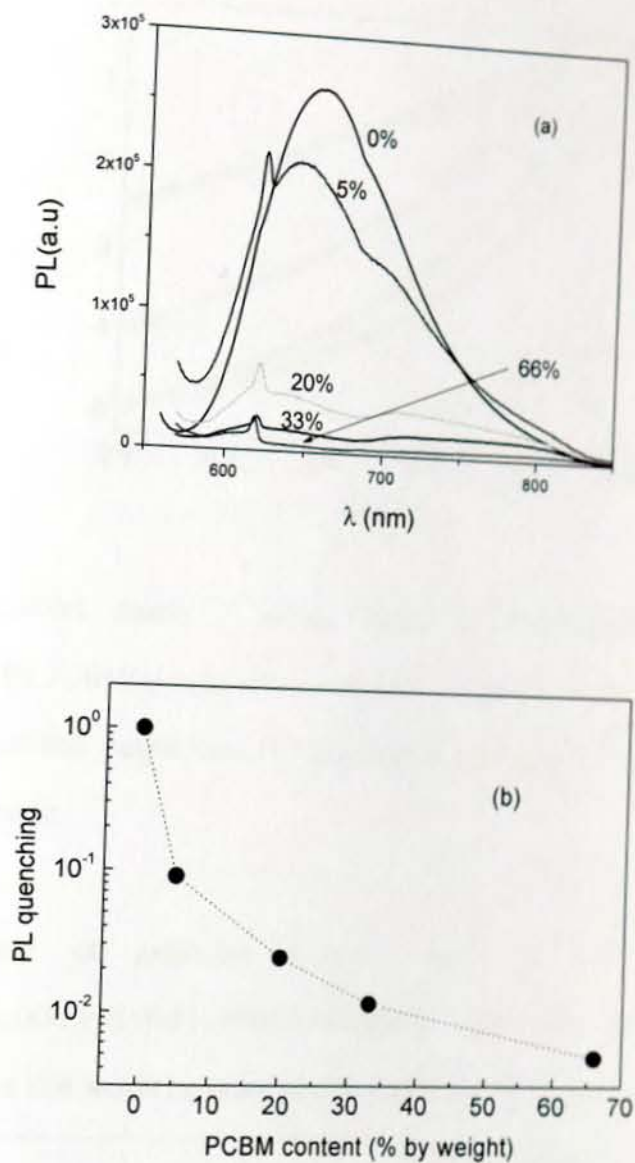 3x10⁵
(a)
0%
2x10⁵
5%
PL(a.u)
1x10⁵
66%
20%
33%
0
600 700 800
λ (nm)
10⁰
(b)
10⁻¹
PL quenching
10⁻²
0 10 20 30 40 50 60 70
PCBM content (% by weight)